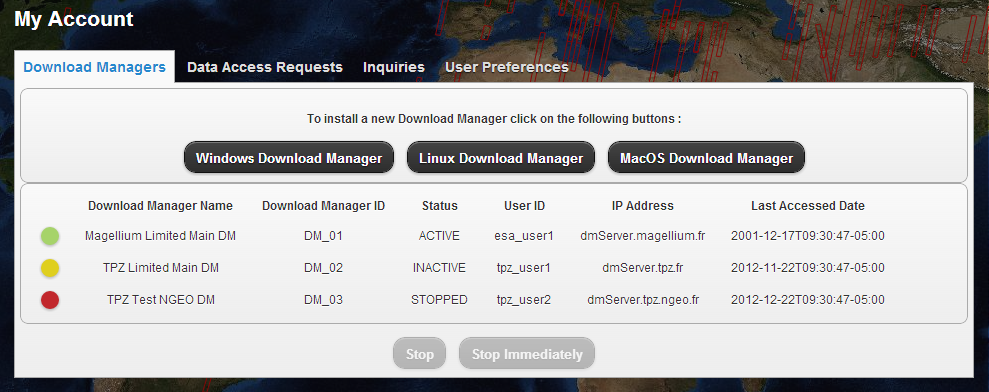 My Account
Download Managers Data Access Requests Inquiries User Preferences
To install a new Download Manager click on the following buttons :
Windows Download Manager Linux Download Manager MacOS Download Manager
Download Manager Name Download Manager ID Status User ID IP Address Last Accessed Date
Magellium Limited Main DM DM_01 ACTIVE esa_user1 dmServer.magellium.fr 2001-12-17T09:30:47-05:00
TPZ Limited Main DM DM_02 INACTIVE tpz_user1 dmServer.tpz.fr 2012-11-22T09:30:47-05:00
TPZ Test NGEO DM DM_03 STOPPED tpz_user2 dmServer.tpz.ngeo.fr 2012-12-22T09:30:47-05:00
Stop Stop Immediately